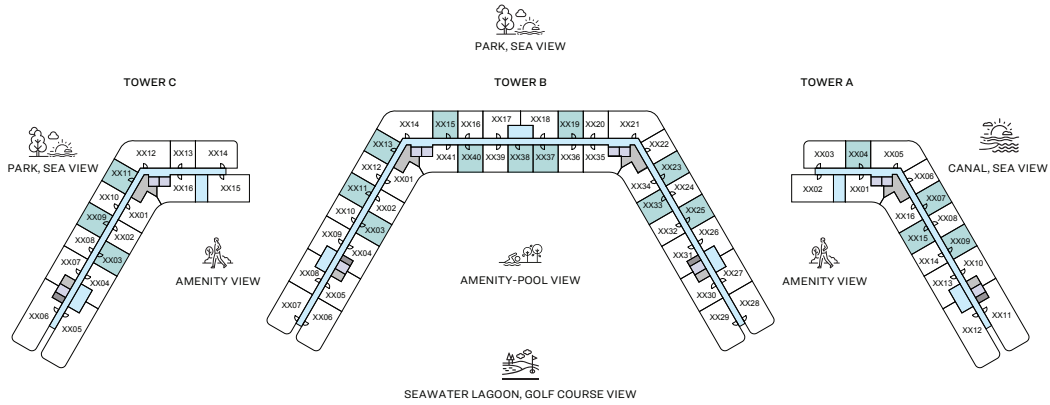 PARK, SEA VIEW
TOWER C
TOWER B
TOWER A
PARK, SEA VIEW
CANAL, SEA VIEW
XX12
XX13
XX14
XX11
XX16
XX15
XX10
XX01
XX09
XX02
XX08
XX03
XX07
XX04
XX06
XX05
AMENITY VIEW
XX14
XX15
XX16
XX17
XX18
XX19
XX20
XX21
XX13
XX41
XX40
XX39
XX38
XX37
XX36
XX35
XX22
XX12
XX01
XX34
XX23
XX11
XX02
XX33
XX24
XX10
XX03
XX32
XX25
XX09
XX04
XX31
XX26
XX08
XX05
XX30
XX27
XX07
XX06
XX29
XX28
AMENITY-POOL VIEW
XX03
XX04
XX05
XX02
XX01
XX06
XX16
XX07
XX15
XX08
XX14
XX09
XX13
XX10
XX12
XX11
AMENITY VIEW
SEAWATER LAGOON, GOLF COURSE VIEW